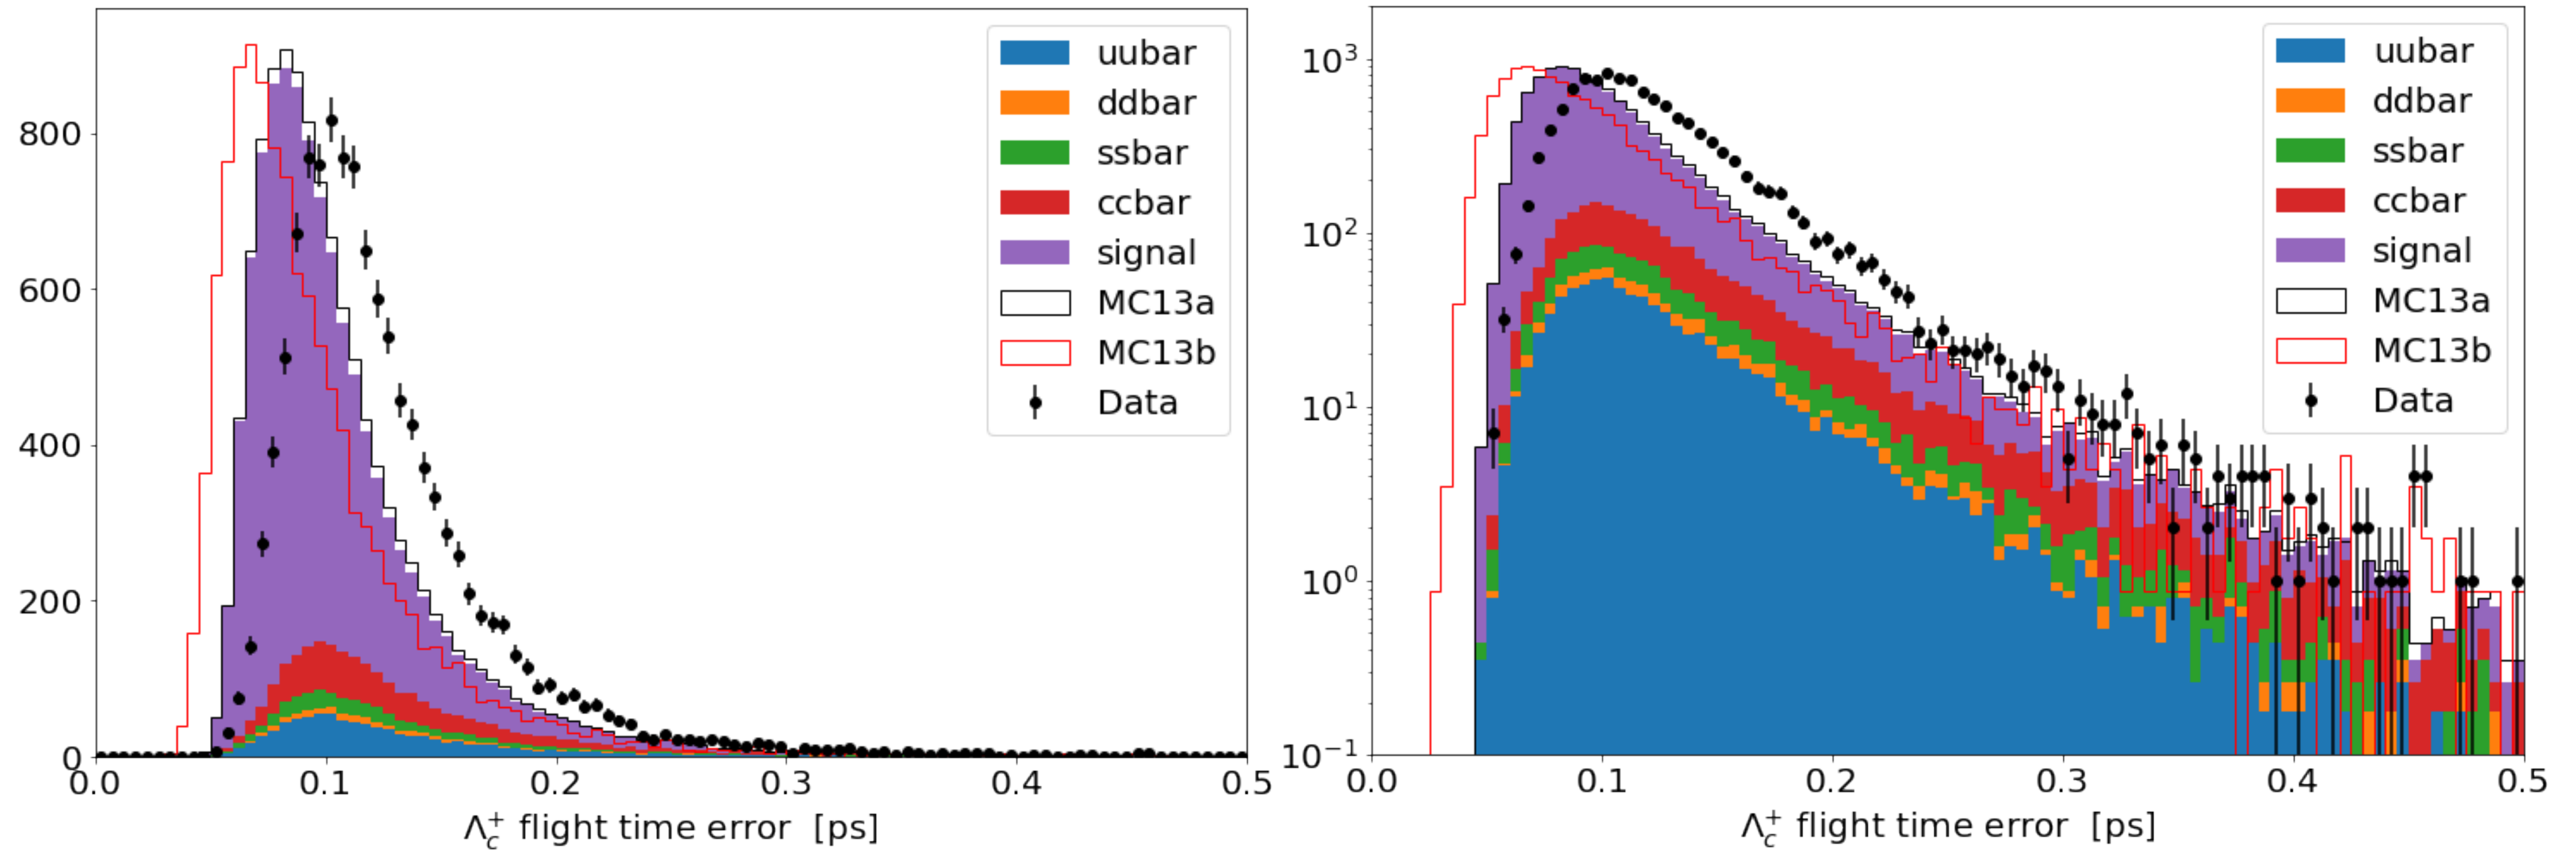 800
600
400
200
0
0.0 0.1 0.2 0.3 0.4 0.5
Λc+ flight time error [ps]
uubar
ddbar
ssbar
ccbar
signal
MC13a
MC13b
Data
10³
10²
10¹
10⁰
10⁻¹
0.0 0.1 0.2 0.3 0.4 0.5
Λc+ flight time error [ps]
uubar
ddbar
ssbar
ccbar
signal
MC13a
MC13b
Data